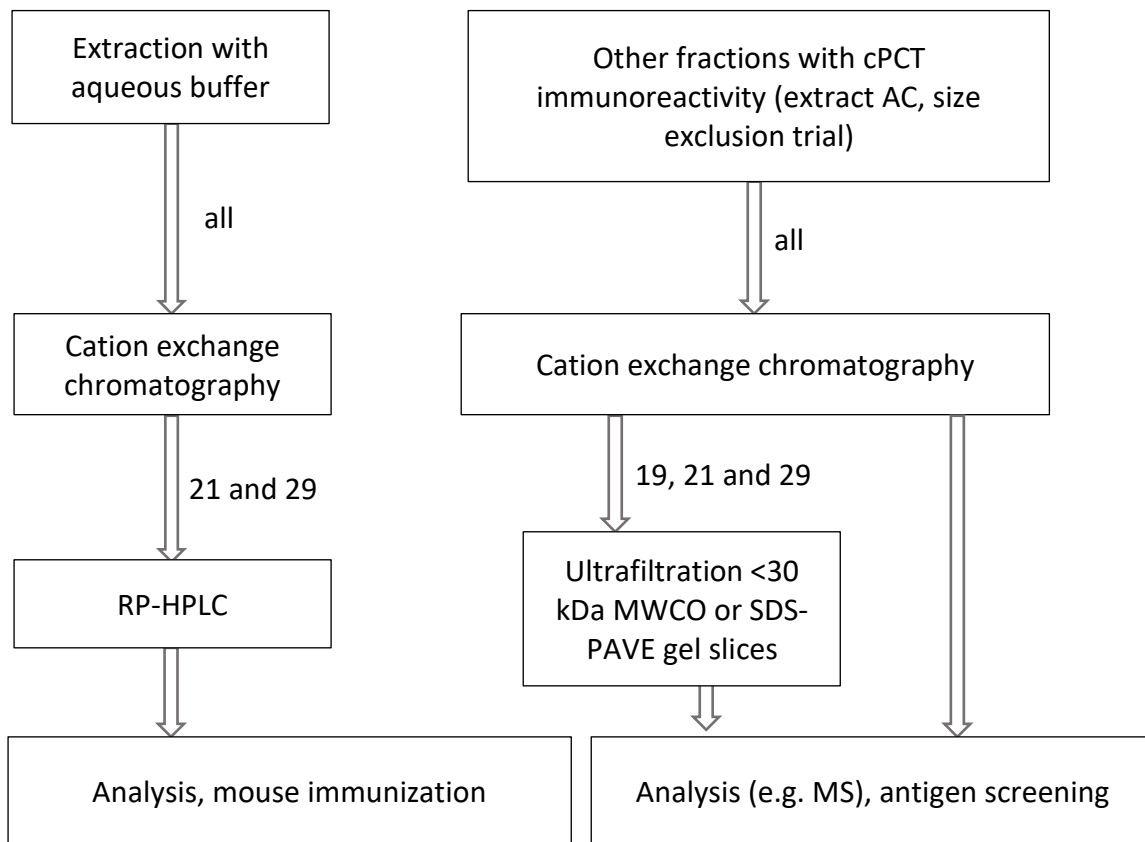 Extraction with
aqueous buffer
all
Cation exchange
chromatography
21 and 29
RP-HPLC
Analysis, mouse immunization
Other fractions with cPCT
immunoreactivity (extract AC, size
exclusion trial)
all
Cation exchange chromatography
19, 21 and 29
Ultrafiltration <30
kDa MWCO or SDS-
PAVE gel slices
Analysis (e.g. MS), antigen screening